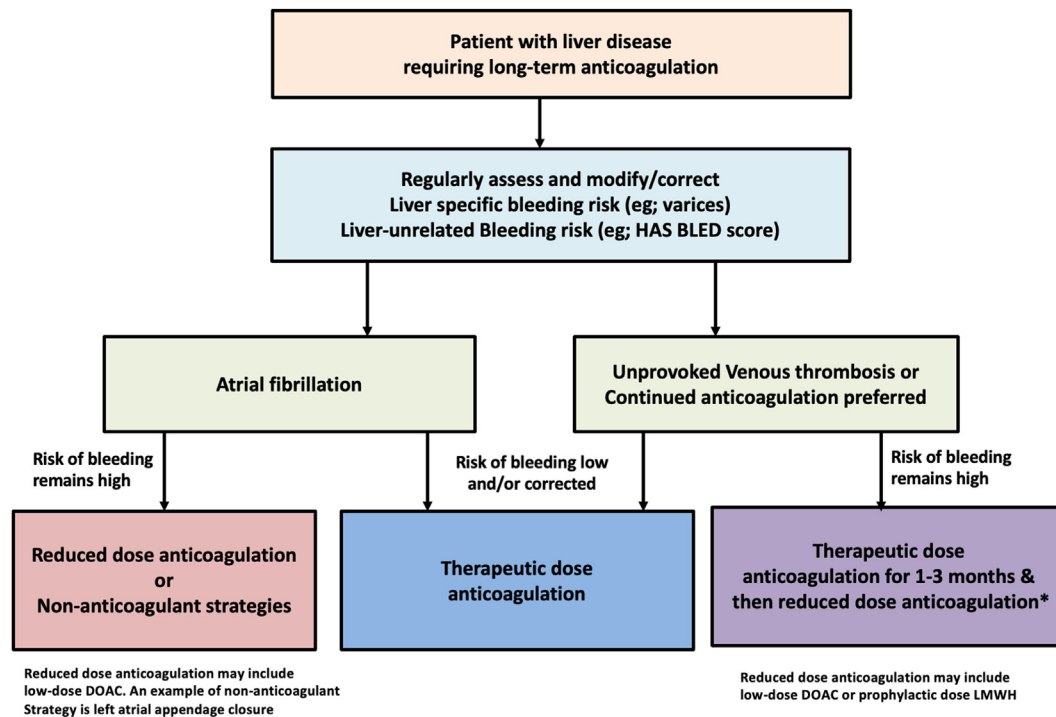 Patient with liver disease
requiring long-term anticoagulation
Regularly assess and modify/correct
Liver specific bleeding risk (eg; varices)
Liver-unrelated Bleeding risk (eg; HAS BLED score)
Atrial fibrillation
Unprovoked Venous thrombosis or
Continued anticoagulation preferred
Risk of bleeding
remains high
Risk of bleeding low
and/or corrected
Risk of bleeding
remains high
Reduced dose anticoagulation
or
Non-anticoagulant strategies
Therapeutic dose
anticoagulation
Therapeutic dose
anticoagulation for 1-3 months &
then reduced dose anticoagulation*
Reduced dose anticoagulation may include
low-dose DOAC. An example of non-anticoagulant
Strategy is left atrial appendage closure
Reduced dose anticoagulation may include
low-dose DOAC or prophylactic dose LMWH